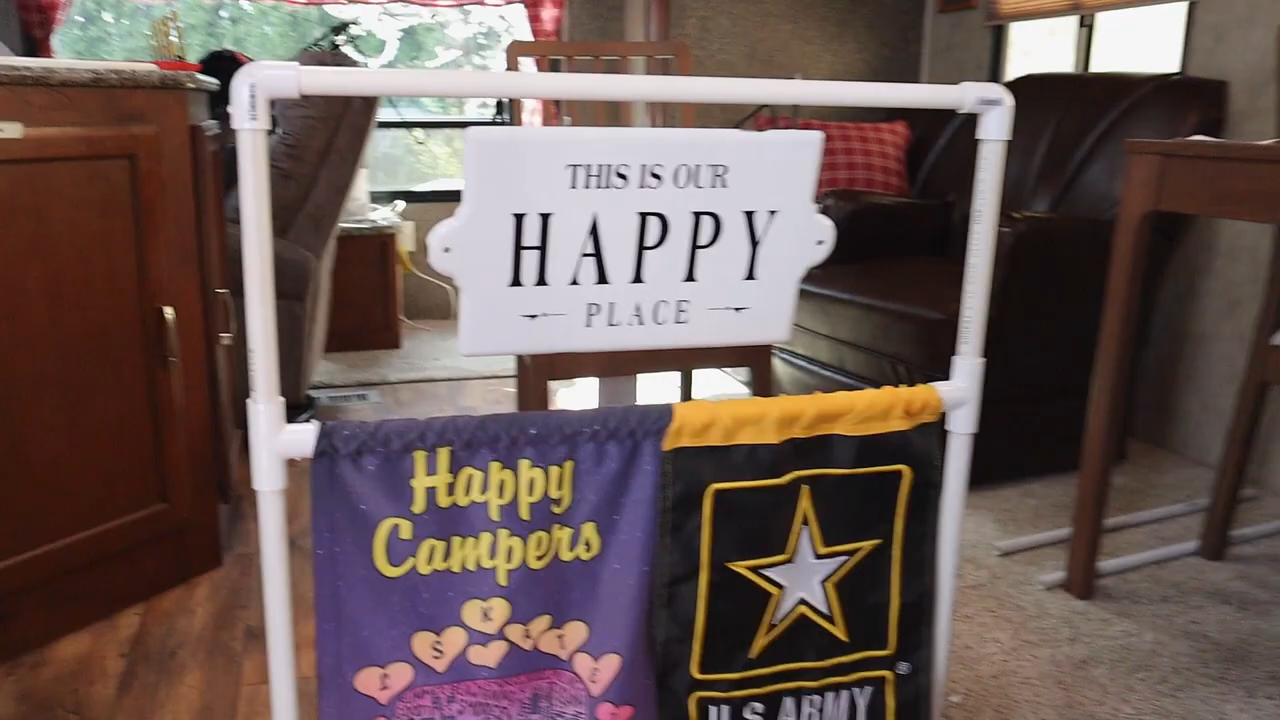 THIS IS OUR
HAPPY
PLACE
Happy
Campers
K
S
T
E
®
U.S. ARMY